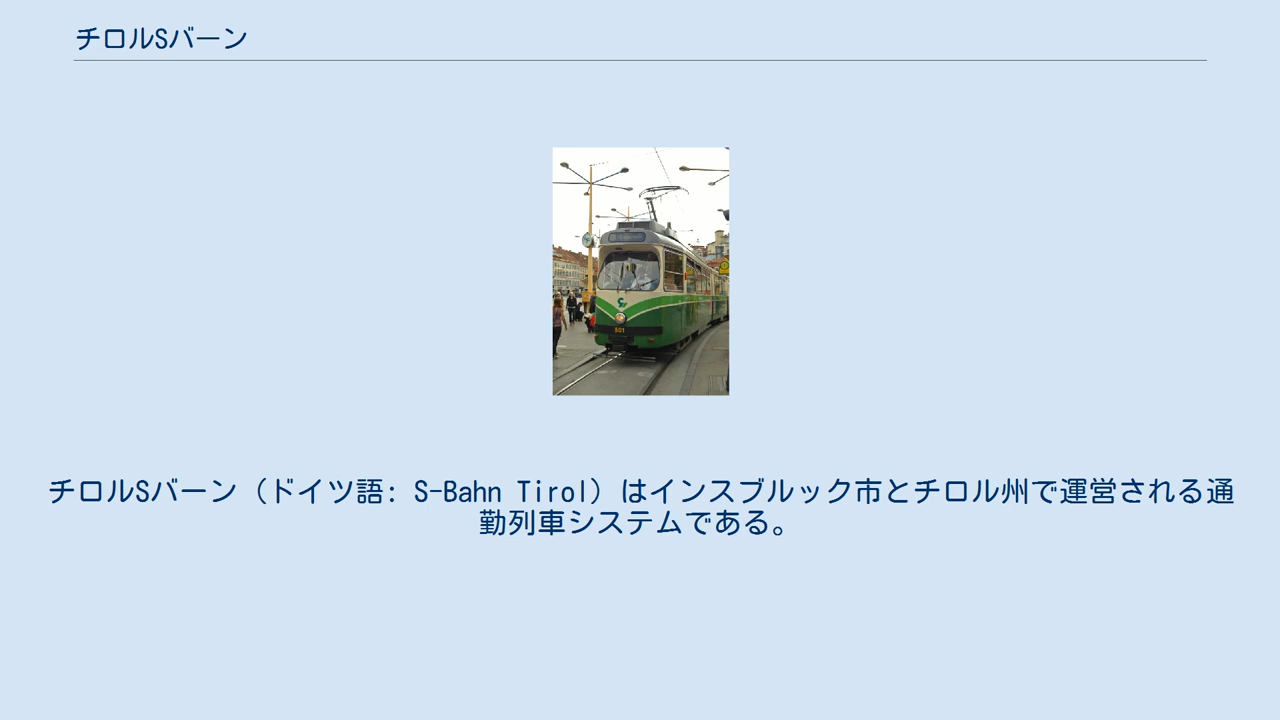 チロルSバーン
501
チロルSバーン（ドイツ語: S-Bahn Tirol）はインスブルック市とチロル州で運営される通
勤列車システムである。